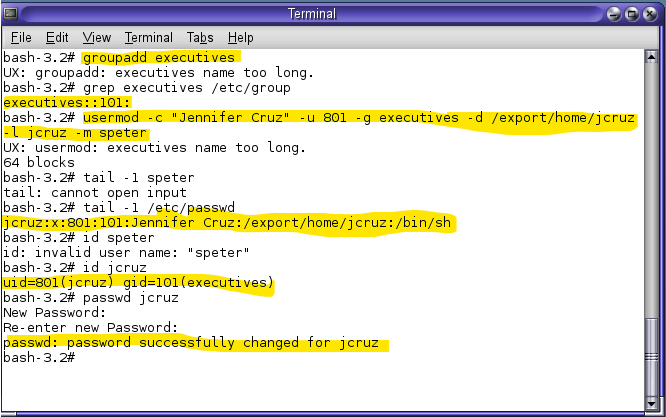 Terminal
File Edit View Terminal Tabs Help
bash-3.2# groupadd executives
UX: groupadd: executives name too long.
bash-3.2# grep executives /etc/group
executives::101:
bash-3.2# usermod -c "Jennifer Cruz" -u 801 -g executives -d /export/home/jcruz
-l jcruz -m speter
UX: usermod: executives name too long.
64 blocks
bash-3.2# tail -1 speter
tail: cannot open input
bash-3.2# tail -1 /etc/passwd
jcruz:x:801:101:Jennifer Cruz:/export/home/jcruz:/bin/sh
bash-3.2# id speter
id: invalid user name: "speter"
bash-3.2# id jcruz
uid=801(jcruz) gid=101(executives)
bash-3.2# passwd jcruz
New Password:
Re-enter new Password:
passwd: password successfully changed for jcruz
bash-3.2#